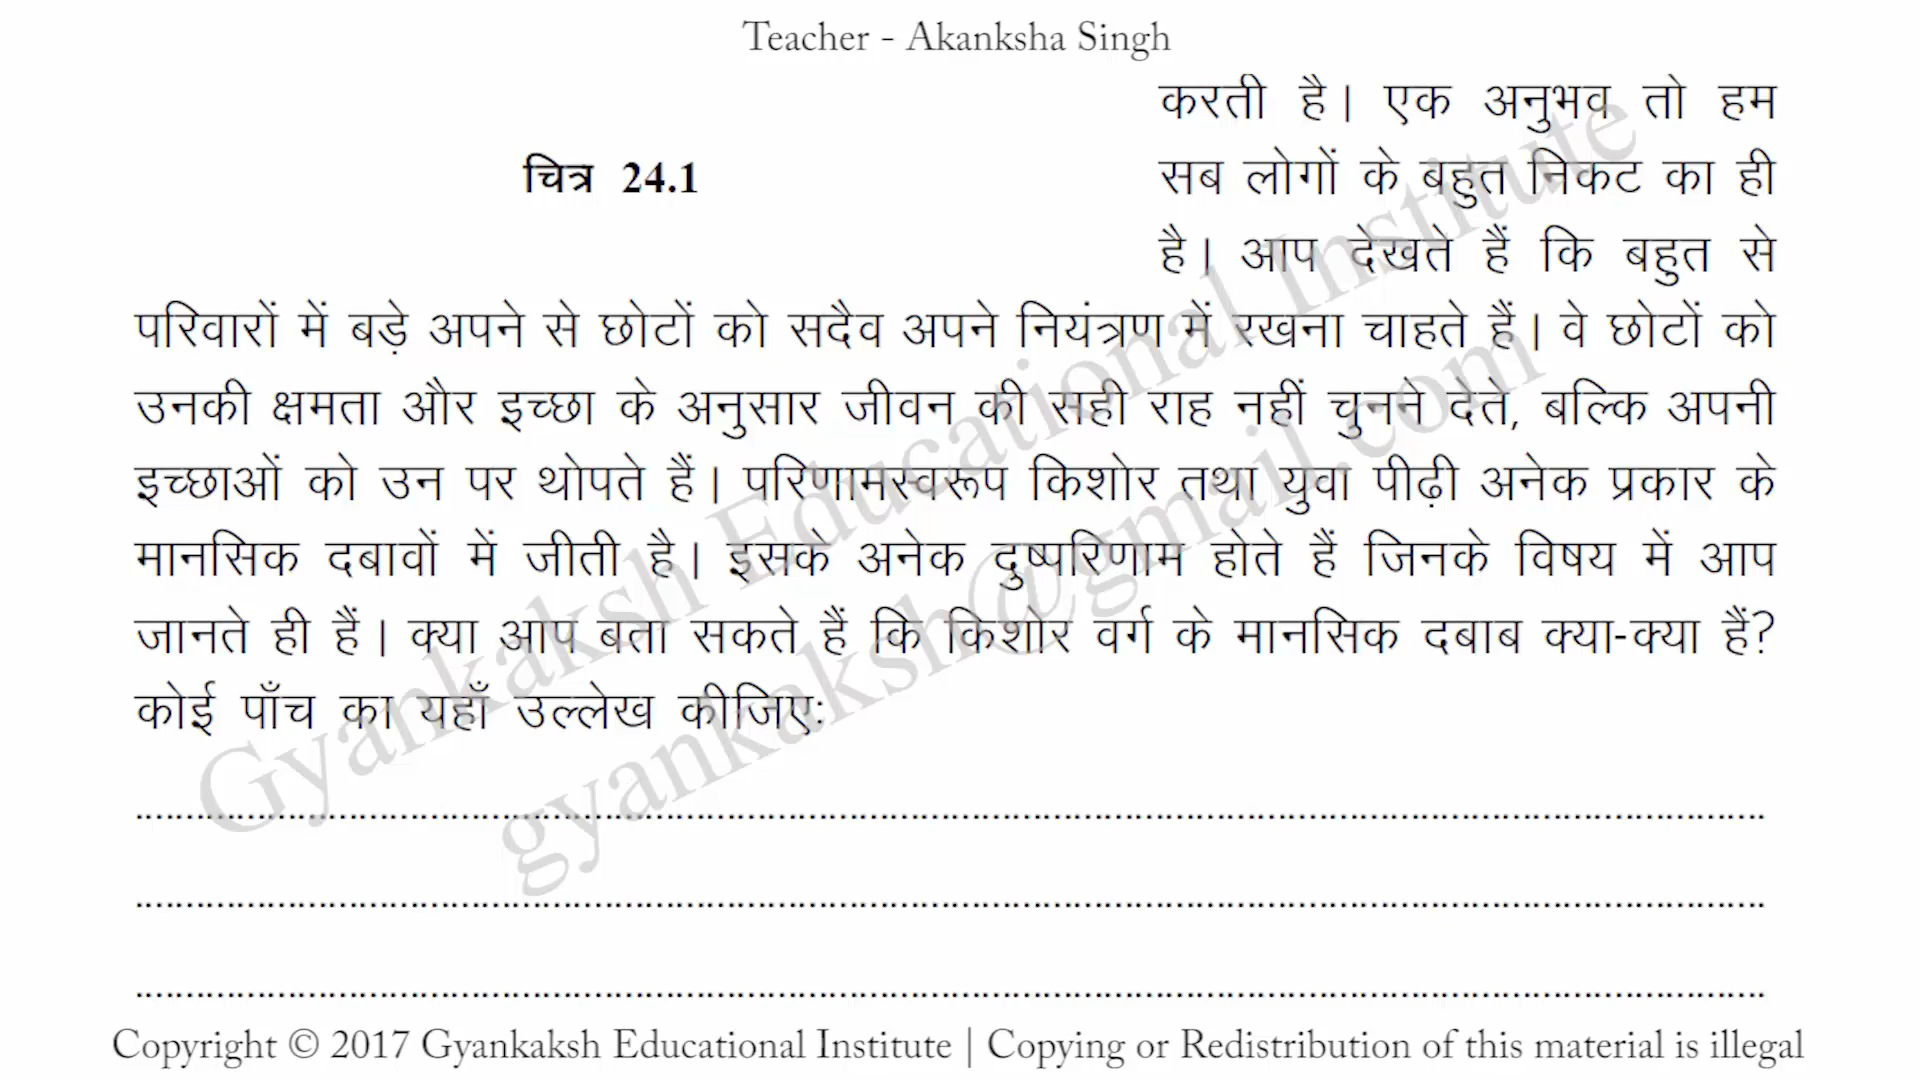 Teacher - Akanksha Singh
करती है। एक अनुभव तो हम
चित्र 24.1
सब लोगों के बहुत निकट का ही
है। आप देखते हैं कि बहुत से
परिवारों में बड़े अपने से छोटों को सदैव अपने नियंत्रण में रखना चाहते हैं। वे छोटों को
उनकी क्षमता और इच्छा के अनुसार जीवन की सही राह नहीं चुनने देते, बल्कि अपनी
इच्छाओं को उन पर थोपते हैं। परिणामस्वरूप किशोर तथा युवा पीढ़ी अनेक प्रकार के
मानसिक दबावों में जीती है। इसके अनेक दुष्परिणाम होते हैं जिनके विषय में आप
जानते ही हैं। क्या आप बता सकते हैं कि किशोर वर्ग के मानसिक दबाब क्या-क्या हैं?
कोई पाँच का यहाँ उल्लेख कीजिए:
Gyankaksh Educational Institute
gyankaksh@gmail.com
Copyright © 2017 Gyankaksh Educational Institute | Copying or Redistribution of this material is illegal